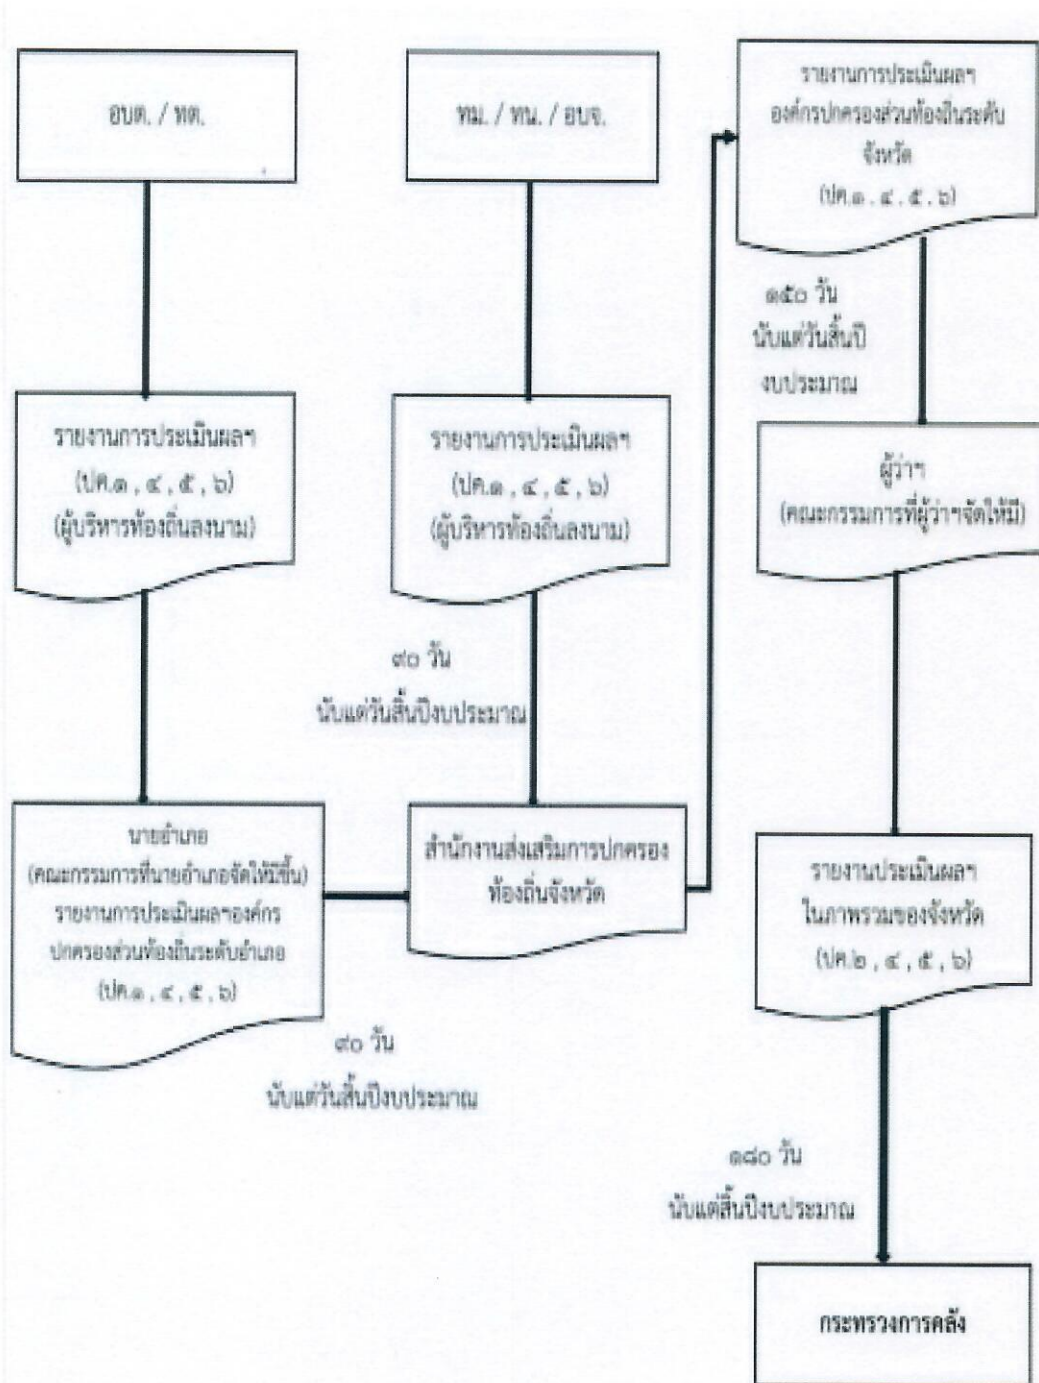 อบต. / ทต.
รายงานการประเมินผลฯ
(ปค.๑ , ๔ , ๕ , ๖)
(ผู้บริหารท้องถิ่นลงนาม)
นายอำเภอ
(คณะกรรมการที่นายอำเภอจัดให้มีขึ้น)
รายงานการประเมินผลฯองค์กร
ปกครองส่วนท้องถิ่นระดับอำเภอ
(ปค.๑ , ๔ , ๕ , ๖)
๙๐ วัน
นับแต่วันสิ้นปีงบประมาณ
ทม. / ทน. / อบจ.
รายงานการประเมินผลฯ
(ปค.๑ , ๔ , ๕ , ๖)
(ผู้บริหารท้องถิ่นลงนาม)
๙๐ วัน
นับแต่วันสิ้นปีงบประมาณ
สำนักงานส่งเสริมการปกครอง
ท้องถิ่นจังหวัด
รายงานการประเมินผลฯ
องค์กรปกครองส่วนท้องถิ่นระดับ
จังหวัด
(ปค.๑ . ๔ . ๕ . ๖)
๑๕๐ วัน
นับแต่วันสิ้นปี
งบประมาณ
ผู้ว่าฯ
(คณะกรรมการที่ผู้ว่าฯจัดให้มี)
รายงานประเมินผลฯ
ในภาพรวมของจังหวัด
(ปค.๒ , ๔ , ๕ , ๖)
๑๘๐ วัน
นับแต่สิ้นปีงบประมาณ
กระทรวงการคลัง